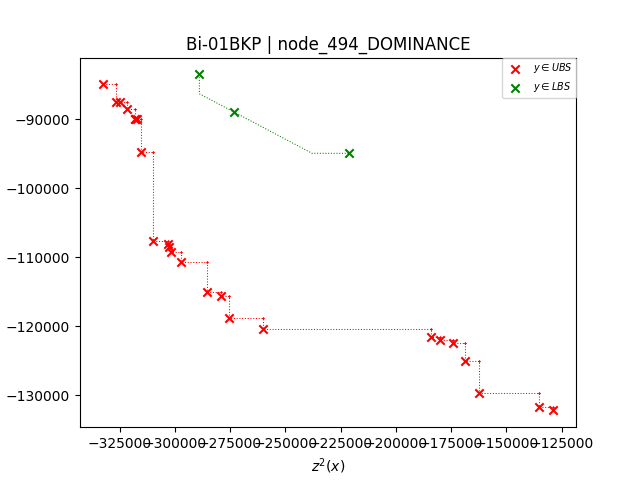 Bi-01BKP | node_494_DOMINANCE
y ∈ UBS
y ∈ LBS
−90000
−100000
−110000
−120000
−130000
−325000 −300000 −275000 −250000 −225000 −200000 −175000 −150000 −125000
z²(x)